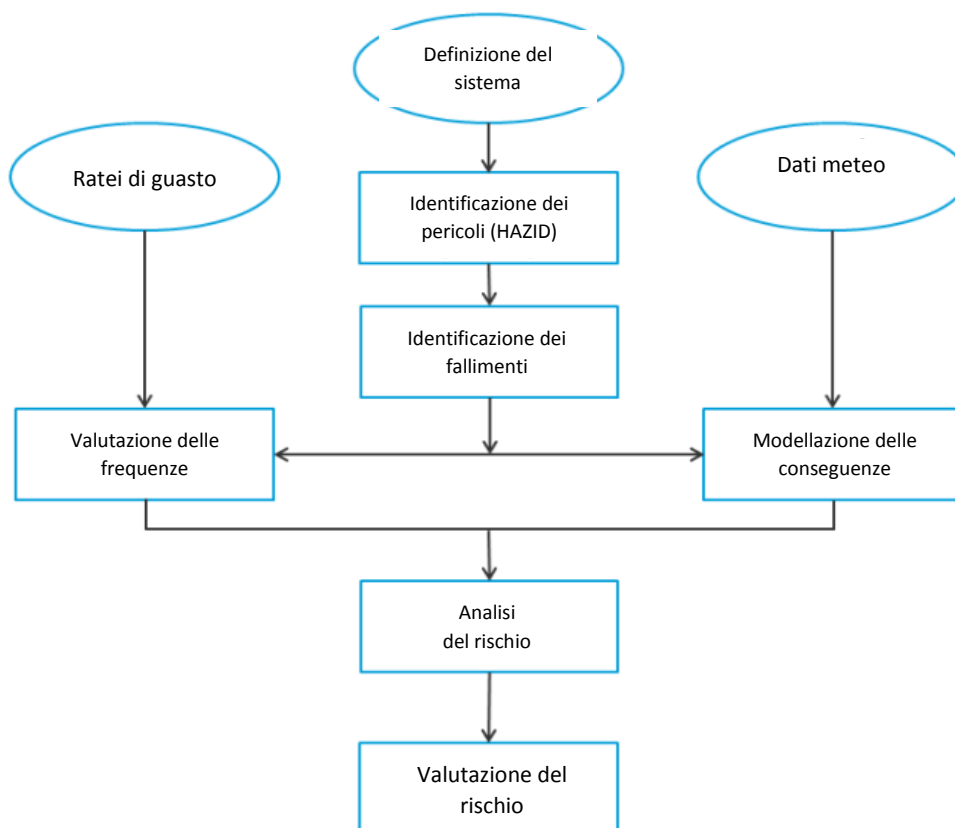 Definizione del
sistema
Ratei di guasto
Dati meteo
Identificazione dei
pericoli (HAZID)
Identificazione dei
fallimenti
Valutazione delle
frequenze
Modellazione delle
conseguenze
Analisi
del rischio
Valutazione del
rischio